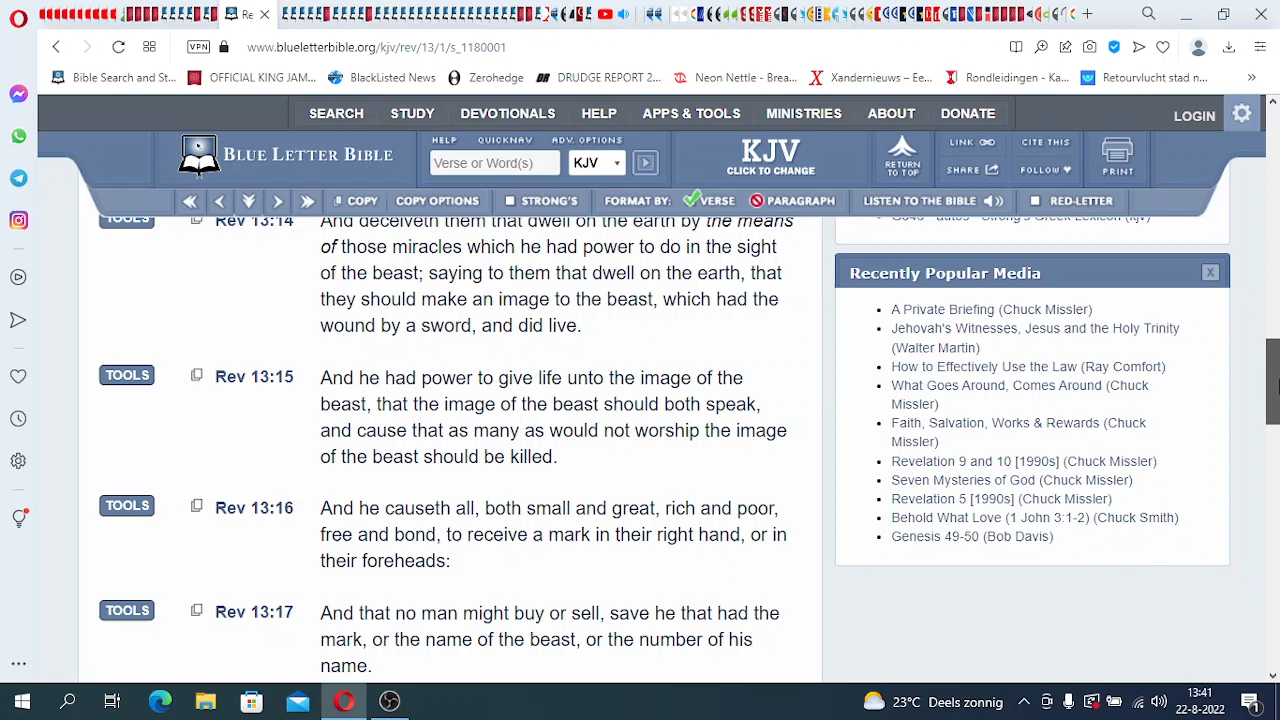 Re
www.blueletterbible.org/kjv/rev/13/1/s_1180001
VPN
Bible Search and St...
OFFICIAL KING JAM...
BlackListed News
Zerohedge
DRUDGE REPORT 2...
Neon Nettle - Brea...
Xandernieuws – Ee...
Rondleidingen - Ka...
Retourvlucht stad n...
SEARCH
STUDY
DEVOTIONALS
HELP
APPS & TOOLS
MINISTRIES
ABOUT
DONATE
LOGIN
BLUE LETTER BIBLE
HELP
QUICKNAV
ADV. OPTIONS
Verse or Word(s)
KJV
KJV
CLICK TO CHANGE
RETURN
TO TOP
LINK
SHARE
CITE THIS
FOLLOW
PRINT
COPY
COPY OPTIONS
STRONG'S
FORMAT BY:
VERSE
PARAGRAPH
LISTEN TO THE BIBLE
RED-LETTER
TOOLS
Rev 13:14
And deceiveth them that dwell on the earth by the means
of those miracles which he had power to do in the sight
of the beast; saying to them that dwell on the earth, that
they should make an image to the beast, which had the
wound by a sword, and did live.
TOOLS
Rev 13:15
And he had power to give life unto the image of the
beast, that the image of the beast should both speak,
and cause that as many as would not worship the image
of the beast should be killed.
TOOLS
Rev 13:16
And he causeth all, both small and great, rich and poor,
free and bond, to receive a mark in their right hand, or in
their foreheads:
TOOLS
Rev 13:17
And that no man might buy or sell, save he that had the
mark, or the name of the beast, or the number of his
name.
Strong's Greek Lexicon (kjv)
Recently Popular Media
X
A Private Briefing (Chuck Missler)
Jehovah's Witnesses, Jesus and the Holy Trinity
(Walter Martin)
How to Effectively Use the Law (Ray Comfort)
What Goes Around, Comes Around (Chuck
Missler)
Faith, Salvation, Works & Rewards (Chuck
Missler)
Revelation 9 and 10 [1990s] (Chuck Missler)
Seven Mysteries of God (Chuck Missler)
Revelation 5 [1990s] (Chuck Missler)
Behold What Love (1 John 3:1-2) (Chuck Smith)
Genesis 49-50 (Bob Davis)
23°C Deels zonnig
13:41
22-8-2022
1